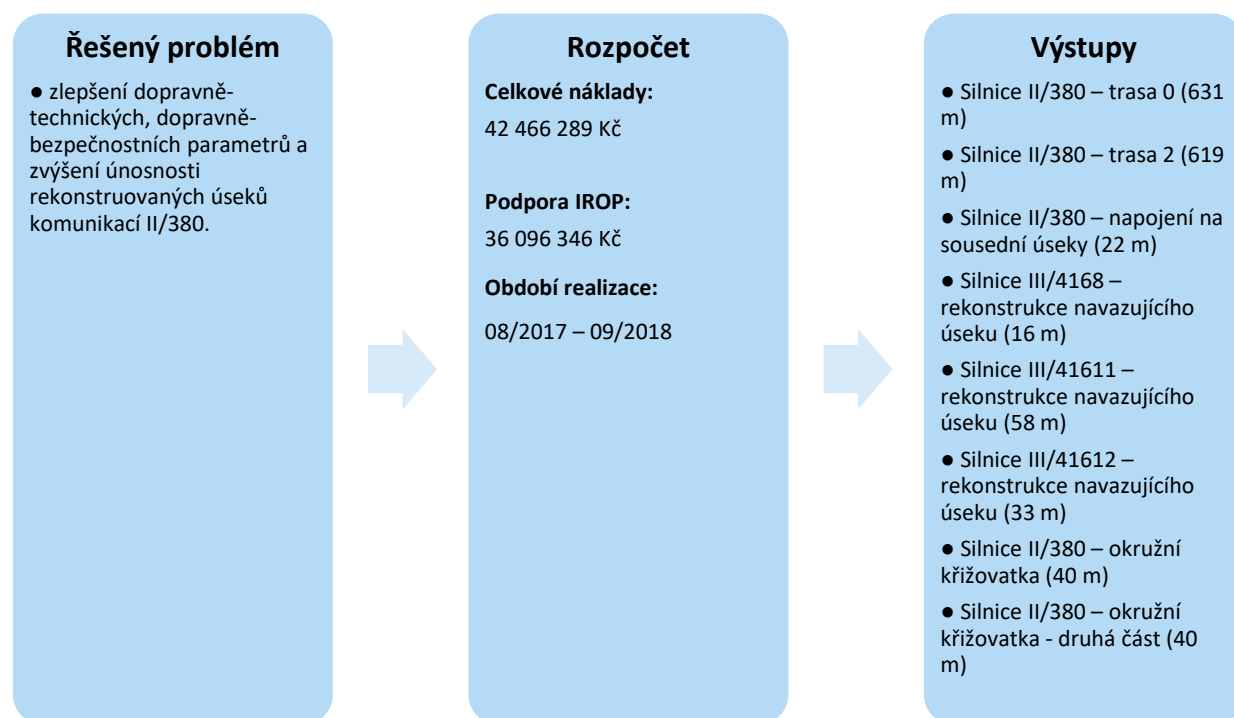 Řešený problém
● zlepšení dopravně-
technických, dopravně-
bezpečnostních parametrů a
zvýšení únosnosti
rekonstruovaných úseků
komunikací II/380.
Rozpočet
Celkové náklady:
42 466 289 Kč
Podpora IROP:
36 096 346 Kč
Období realizace:
08/2017 – 09/2018
Výstupy
● Silnice II/380 – trasa 0 (631
m)
● Silnice II/380 – trasa 2 (619
m)
● Silnice II/380 – napojení na
sousední úseky (22 m)
● Silnice III/4168 –
rekonstrukce navazujícího
úseku (16 m)
● Silnice III/41611 –
rekonstrukce navazujícího
úseku (58 m)
● Silnice III/41612 –
rekonstrukce navazujícího
úseku (33 m)
● Silnice II/380 – okružní
křižovatka (40 m)
● Silnice II/380 – okružní
křižovatka - druhá část (40
m)